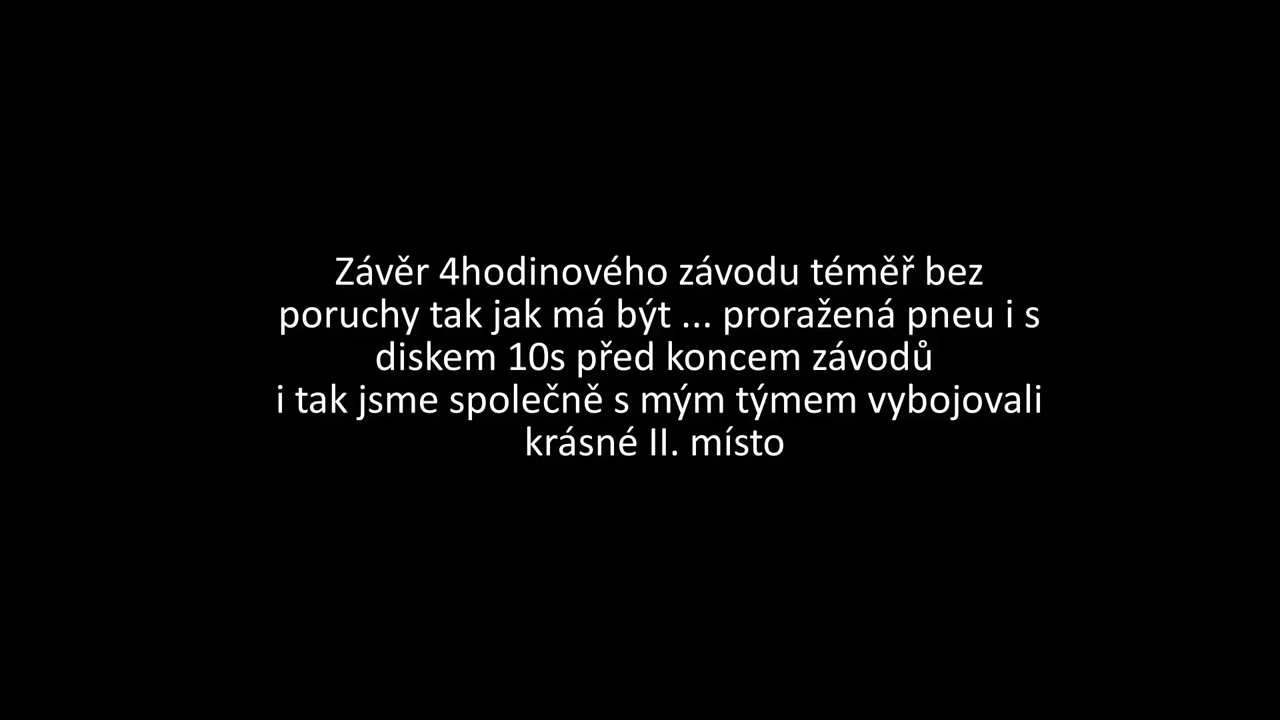 Závěr 4hodinového závodu téměř bez
poruchy tak jak má být ... proražená pneu i s
diskem 10s před koncem závodů
i tak jsme společně s mým týmem vybojovali
krásné II. místo